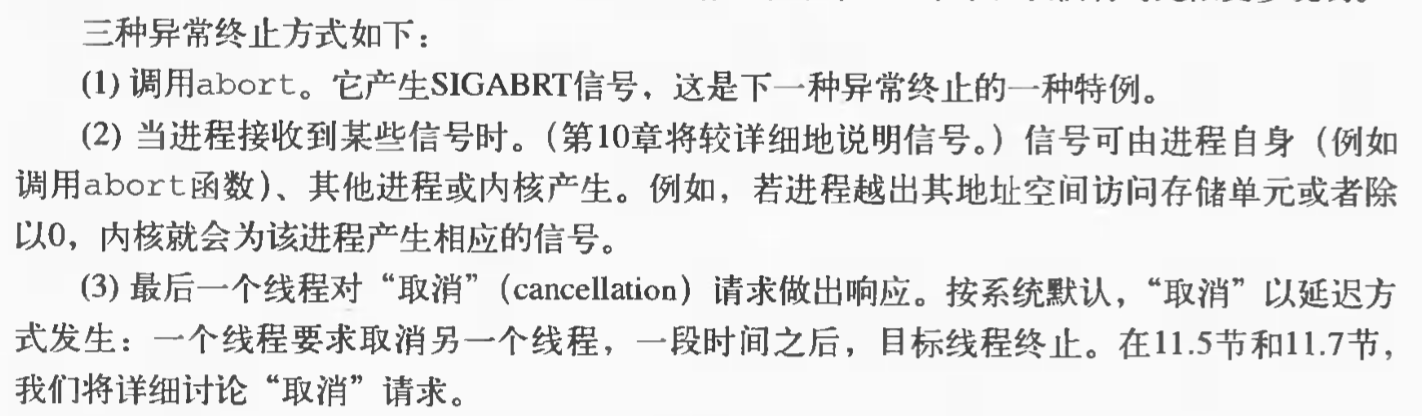 三种异常终止方式如下：
(1) 调用abort。它产生SIGABRT信号，这是下一种异常终止的一种特例。
(2) 当进程接收到某些信号时。（第10章将较详细地说明信号。）信号可由进程自身（例如
调用abort函数）、其他进程或内核产生。例如，若进程越出其地址空间访问存储单元或者除
以0，内核就会为该进程产生相应的信号。
(3) 最后一个线程对“取消”（cancellation）请求做出响应。按系统默认，“取消”以延迟方
式发生：一个线程要求取消另一个线程，一段时间之后，目标线程终止。在11.5节和11.7节，
我们将详细讨论“取消”请求。